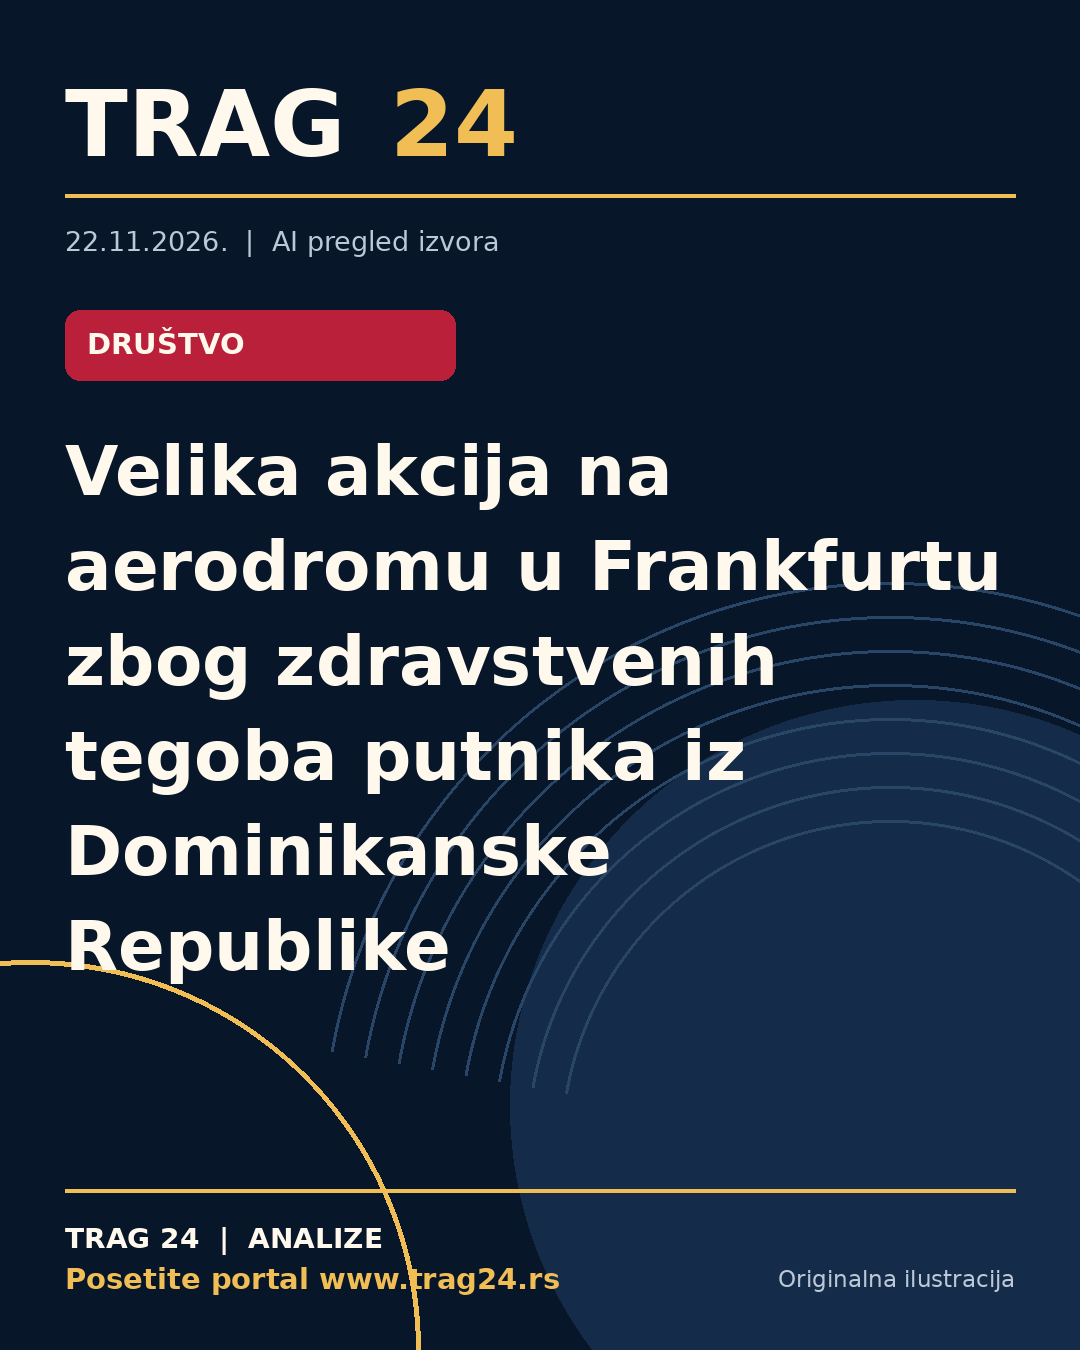 TRAG 24
22.11.2026. | AI pregled izvora
DRUŠTVO
Velika akcija na
aerodromu u Frankfurtu
zbog zdravstvenih
tegoba putnika iz
Dominikanske
Republike
TRAG 24 | ANALIZE
Posetite portal www.trag24.rs
Originalna ilustracija